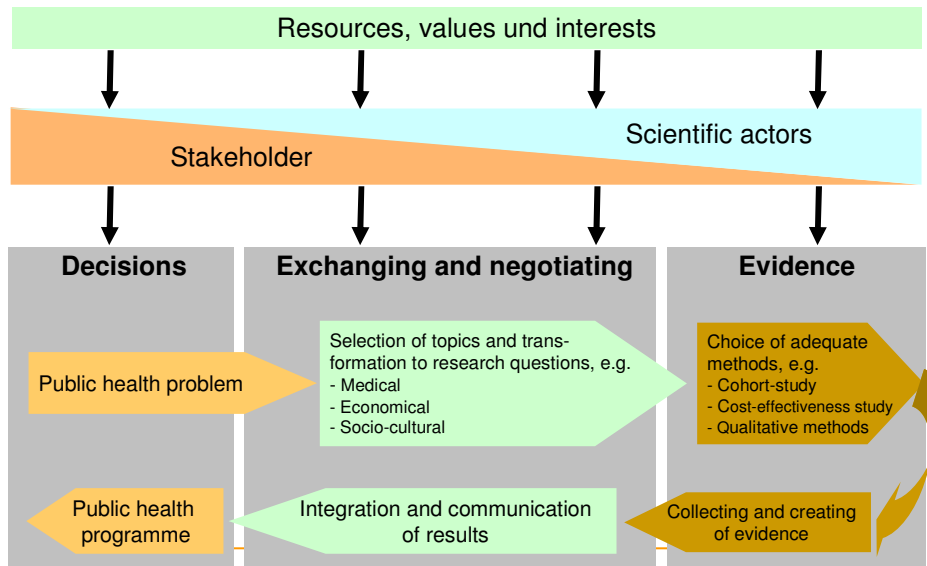 Resources, values und interests
Scientific actors
Stakeholder
Decisions
Exchanging and negotiating
Evidence
Public health problem
Selection of topics and trans-
formation to research questions, e.g.
- Medical
- Economical
- Socio-cultural
Choice of adequate
methods, e.g.
- Cohort-study
- Cost-effectiveness study
- Qualitative methods
Public health
programme
Integration and communication
of results
Collecting and creating
of evidence